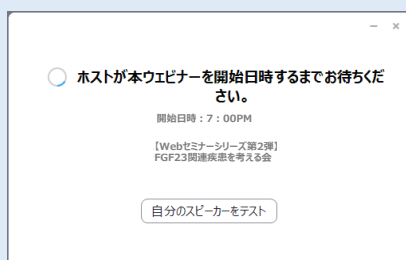 ホストが本ウェビナーを開始日時するまでお待ちくだ
さい。
開始日時：7：00PM
【Webセミナーシリーズ第2弾】
FGF23関連疾患を考える会
自分のスピーカーをテスト